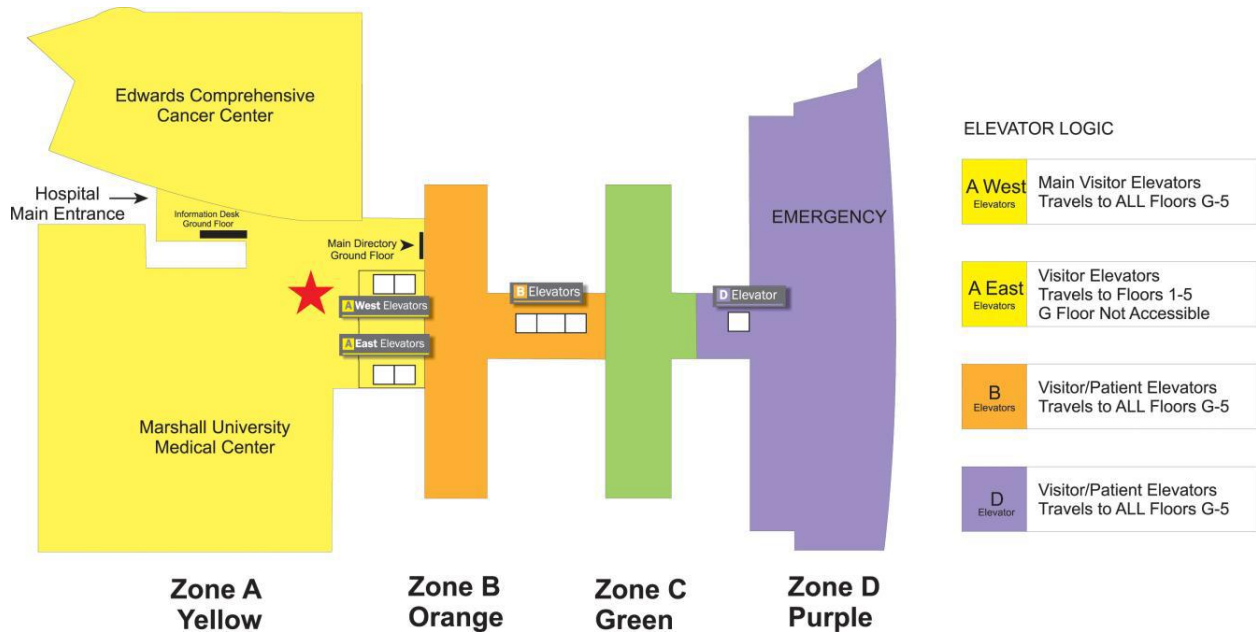 Edwards Comprehensive
Cancer Center
Hospital
Main Entrance
Information Desk
Ground Floor
Main Directory
Ground Floor
A West Elevators
A East Elevators
B Elevators
D Elevator
EMERGENCY
Marshall University
Medical Center
Zone A
Yellow
Zone B
Orange
Zone C
Green
Zone D
Purple
ELEVATOR LOGIC
A West
Elevators
Main Visitor Elevators
Travels to ALL Floors G-5
A East
Elevators
Visitor Elevators
Travels to Floors 1-5
G Floor Not Accessible
B
Elevators
Visitor/Patient Elevators
Travels to ALL Floors G-5
D
Elevator
Visitor/Patient Elevators
Travels to ALL Floors G-5